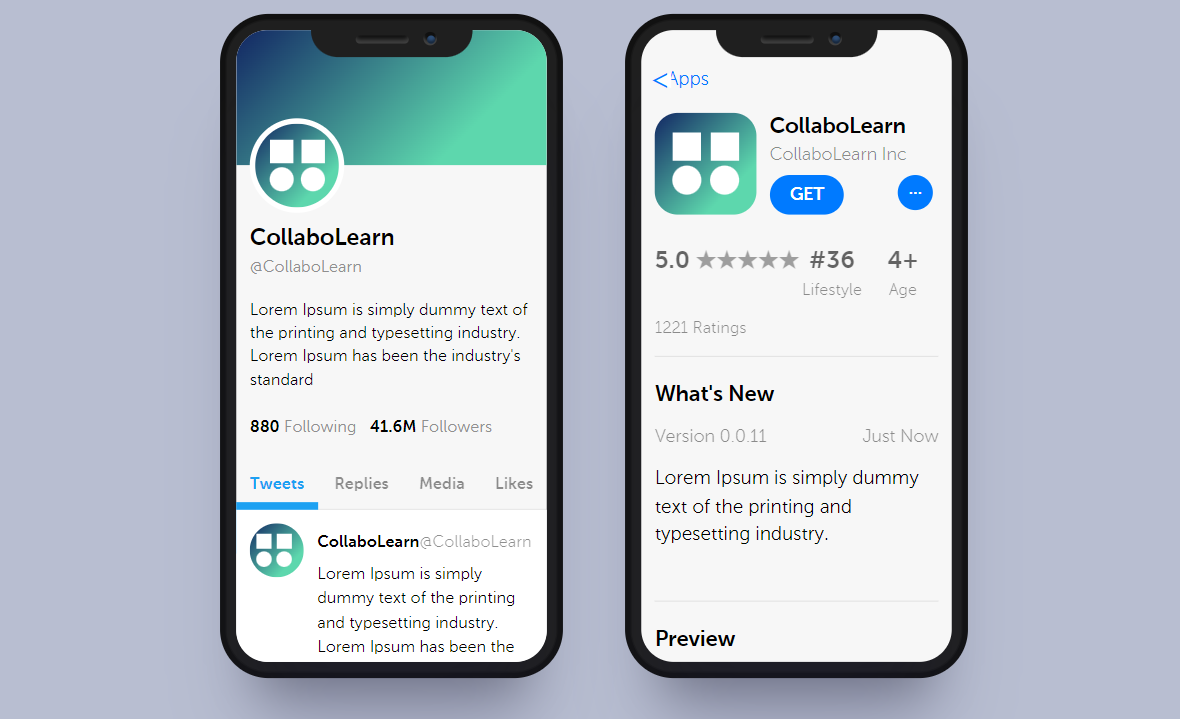 CollaboLearn
@CollaboLearn
Lorem Ipsum is simply dummy text of
the printing and typesetting industry.
Lorem Ipsum has been the industry's
standard
880 Following 41.6M Followers
Tweets Replies Media Likes
CollaboLearn@CollaboLearn
Lorem Ipsum is simply
dummy text of the printing
and typesetting industry.
Lorem Ipsum has been the
<Apps
CollaboLearn
CollaboLearn Inc
GET ...
5.0 ★★★★★ #36 4+
Lifestyle Age
1221 Ratings
What's New
Version 0.0.11 Just Now
Lorem Ipsum is simply dummy
text of the printing and
typesetting industry.
Preview